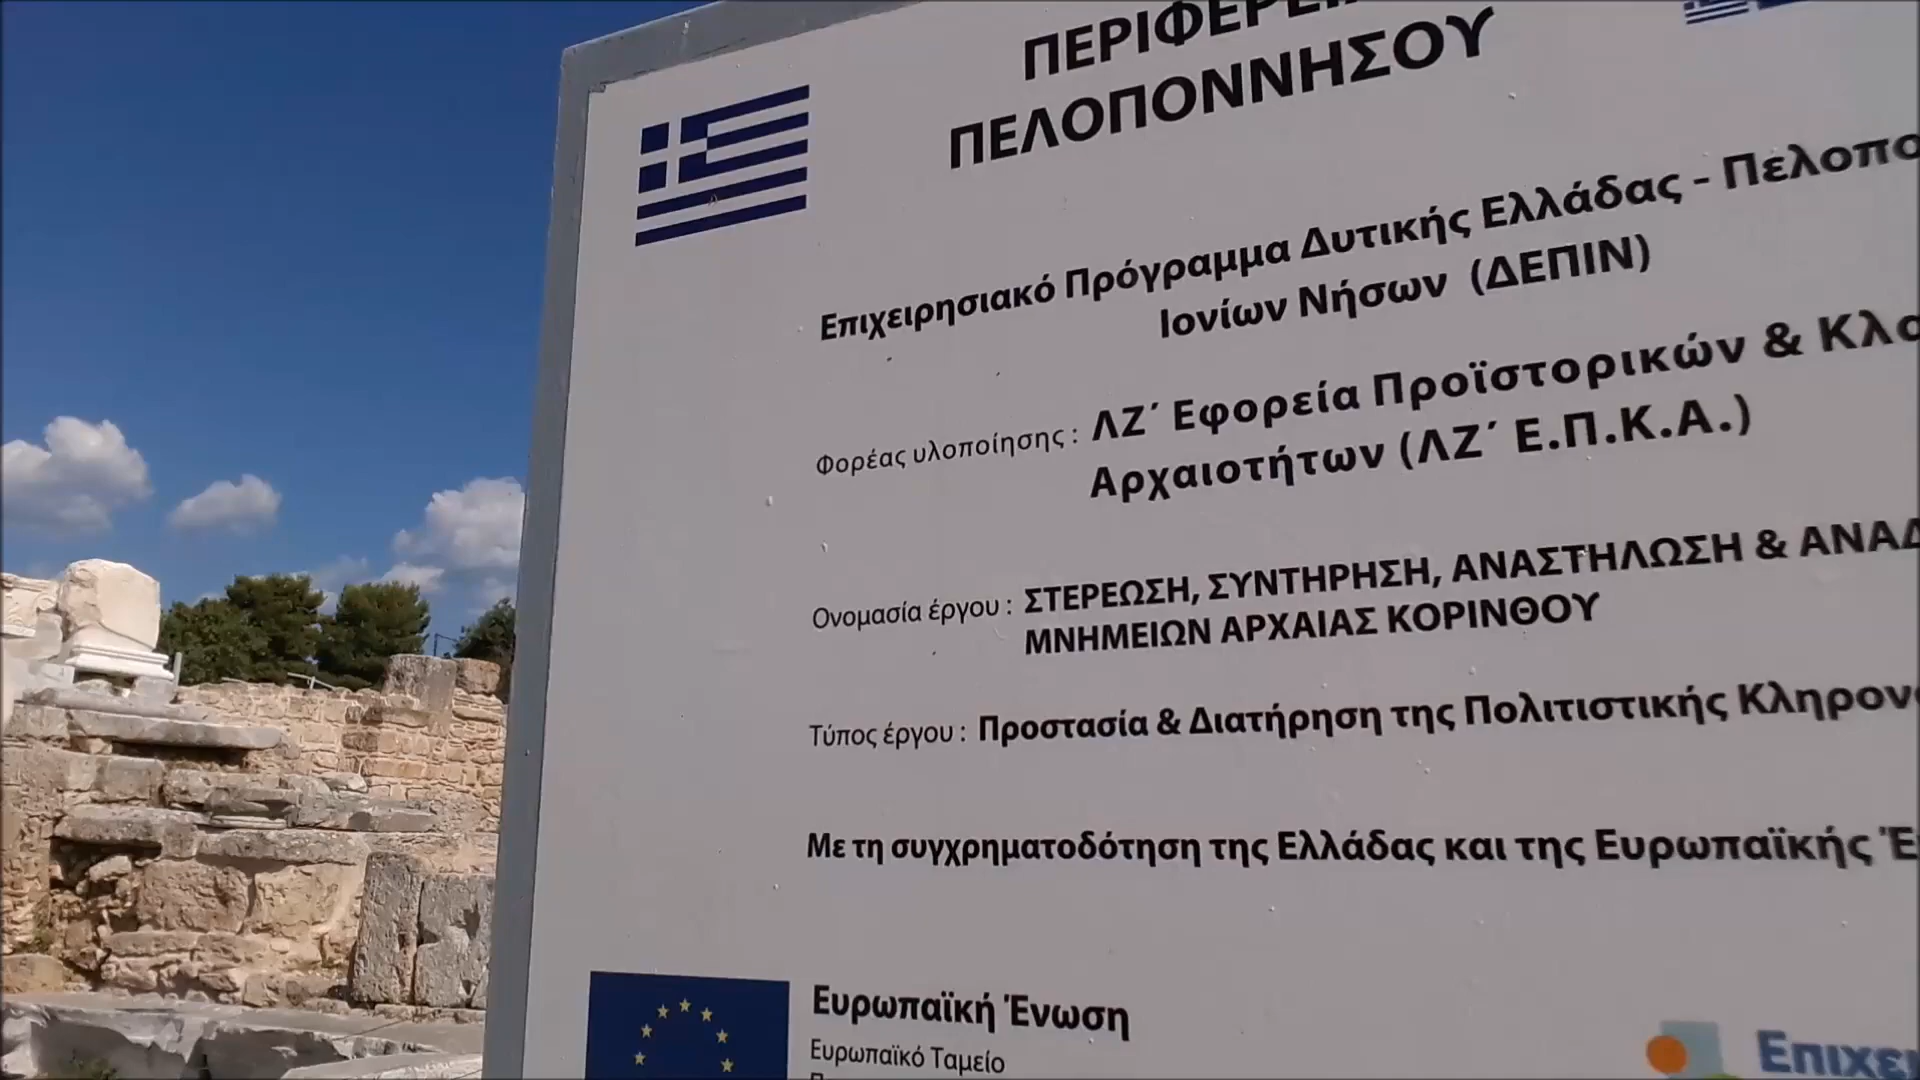 ΠΕΛΟΠΟΝΝΗΣΟΥ
Επιχειρησιακό Πρόγραμμα Δυτικής Ελλάδας -
Ιονίων Νήσων (ΔΕΠΙΝ)
Φορέας υλοποίησης : ΛΖ΄ Εφορεία Προϊστορικών &
Αρχαιοτήτων (ΛΖ΄ Ε.Π.Κ.Α.)
Ονομασία έργου : ΣΤΕΡΕΩΣΗ, ΣΥΝΤΗΡΗΣΗ, ΑΝΑΣΤΗΛΩΣΗ &
ΜΝΗΜΕΙΩΝ ΑΡΧΑΙΑΣ ΚΟΡΙΝΘΟΥ
Τύπος έργου : Προστασία & Διατήρηση της Πολιτιστικής
Με τη συγχρηματοδότηση της Ελλάδας και της Ευρωπαϊκής
Ευρωπαϊκή Ένωση
Ευρωπαϊκό Ταμείο